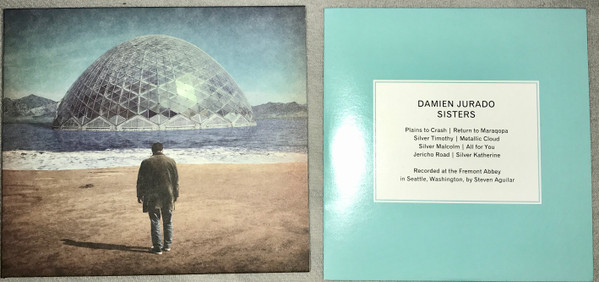 DAMIEN JURADO
SISTERS
Plains to Crash | Return to Maraqopa
Silver Timothy | Metallic Cloud
Silver Malcolm | All for You
Jericho Road | Silver Katherine
Recorded at the Fremont Abbey
in Seattle, Washington, by Steven Aguilar